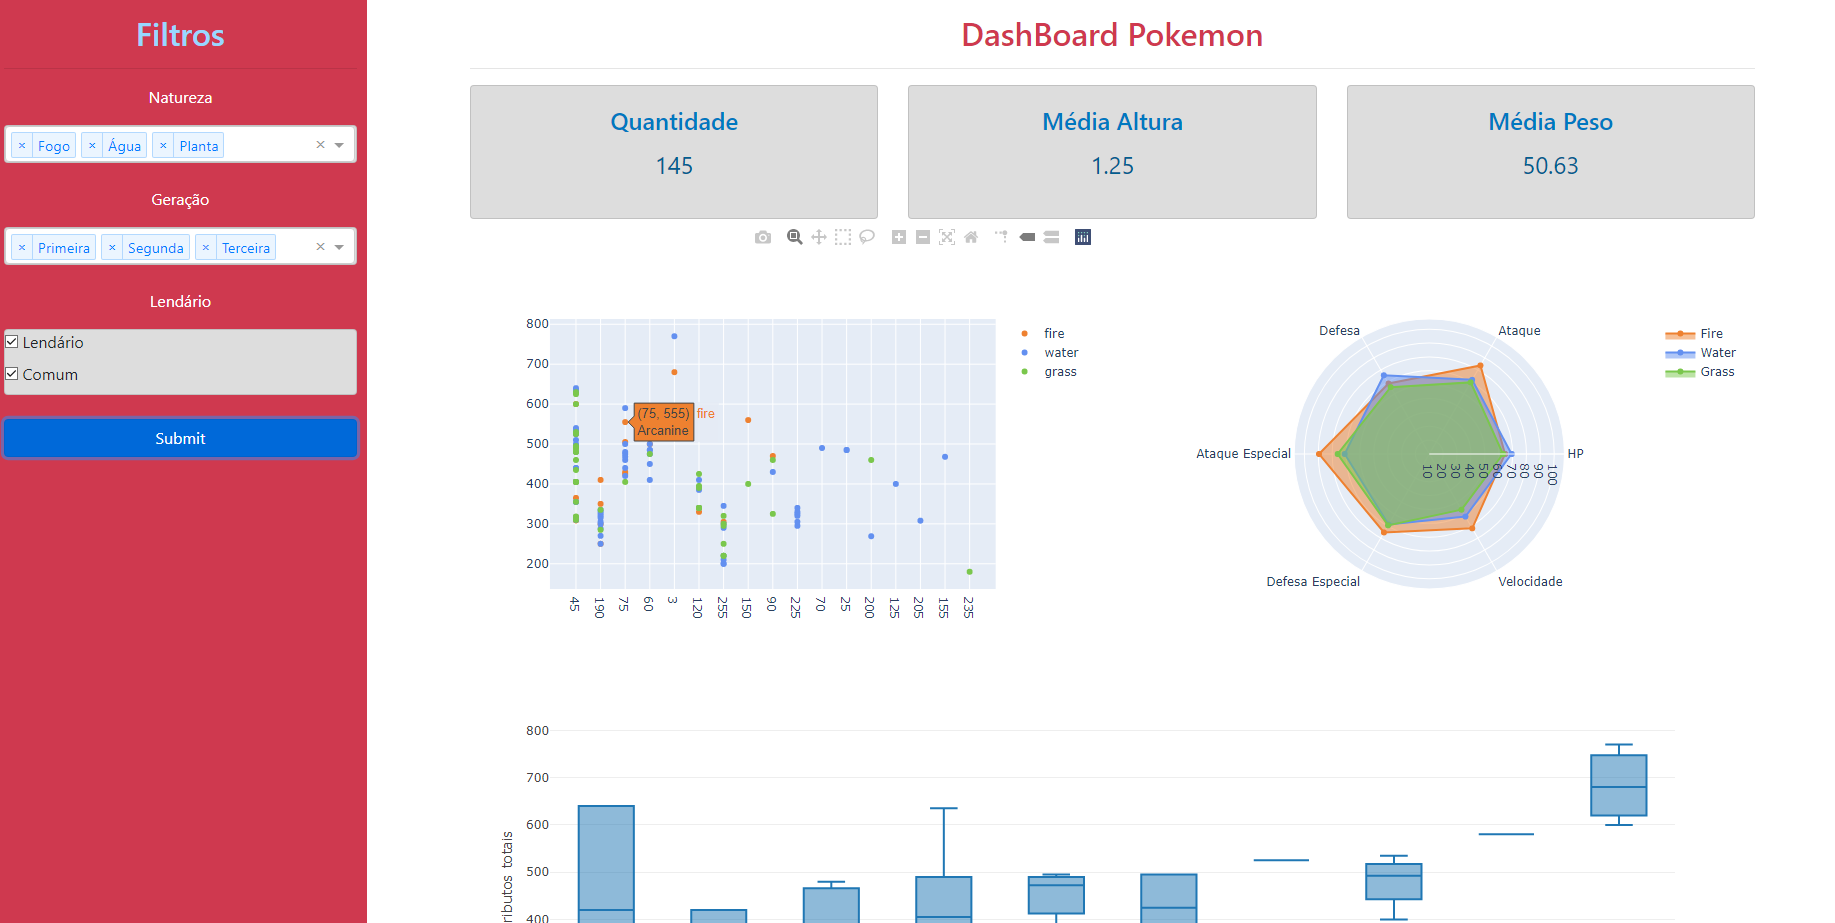 Filtros
Natureza
× Fogo × Água × Planta ×
Geração
× Primeira × Segunda × Terceira ×
Lendário
Lendário
Comum
Submit
DashBoard Pokemon
Quantidade
145
Média Altura
1.25
Média Peso
50.63
800
700
600
500
400
300
200
(75, 555)
Arcanine
fire
45 190 75 60 3 120 255 150 90 225 70 25 200 125 205 155 235
fire
water
grass
Defesa
Ataque
Ataque Especial
HP
10 20 30 40 50 60 70 80 90 100
Defesa Especial
Velocidade
Fire
Water
Grass
800
700
600
500
400
ributos totais